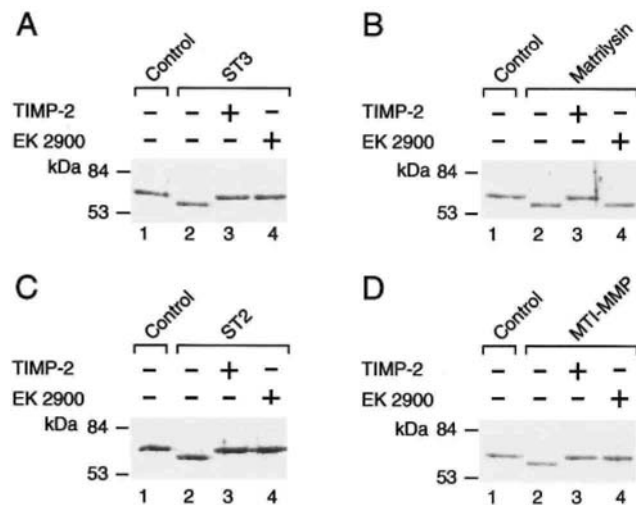 A
Control
ST3
TIMP-2 - - + -
EK 2900 - - - +
kDa
84
53
1 2 3 4
B
Control
Matrilysin
TIMP-2 - - + -
EK 2900 - - - +
kDa
84
53
1 2 3 4
C
Control
ST2
TIMP-2 - - + -
EK 2900 - - - +
kDa
84
53
1 2 3 4
D
Control
MTI-MMP
TIMP-2 - - + -
EK 2900 - - - +
kDa
84
53
1 2 3 4